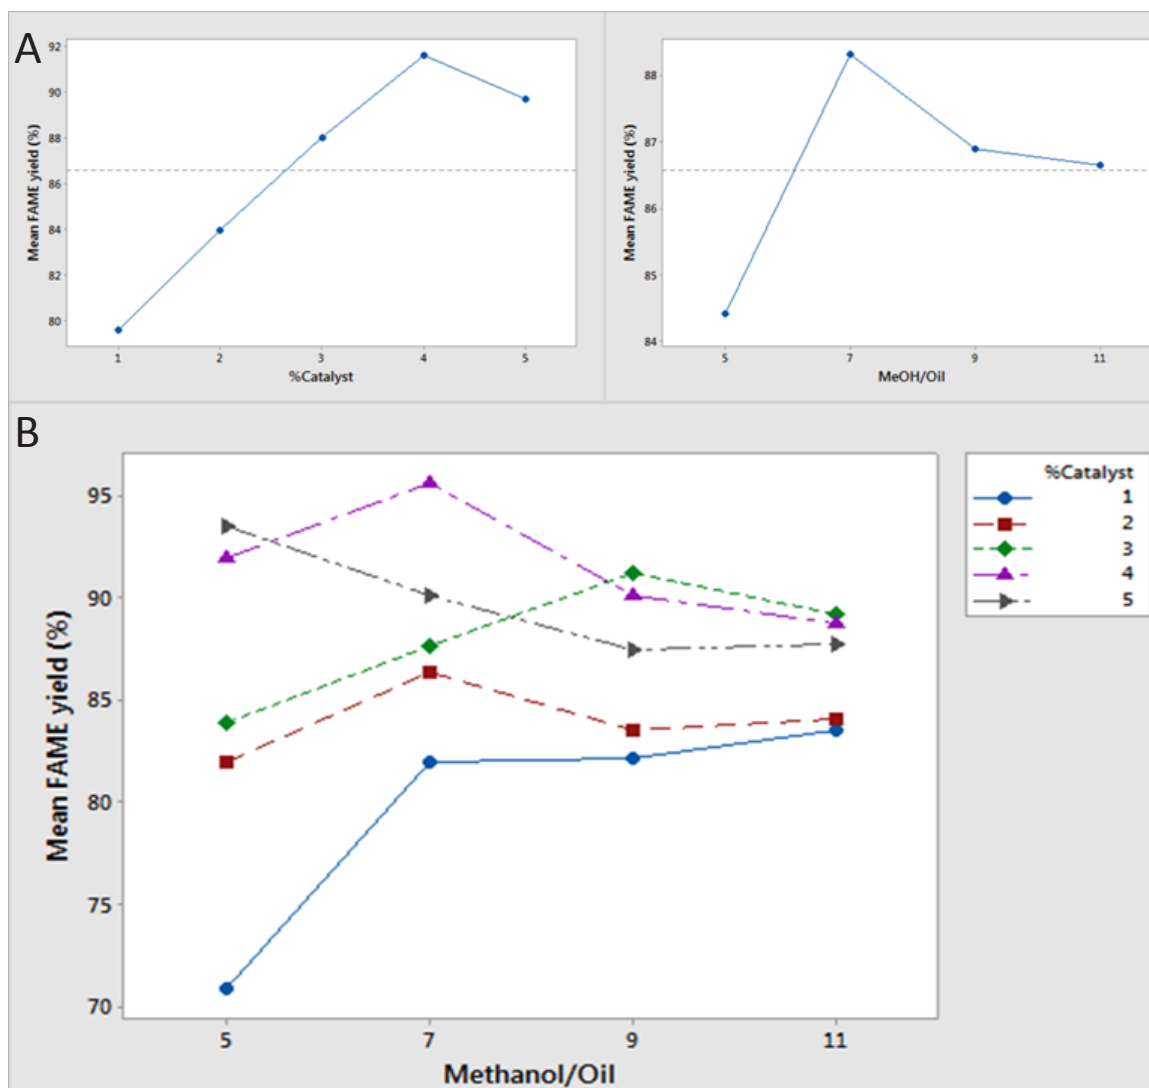 A
Mean FAME yield (%)
92
90
88
86
84
82
80
1 2 3 4 5
%Catalyst
Mean FAME yield (%)
88
87
86
85
84
5 7 9 11
MeOH/Oil
B
Mean FAME yield (%)
95
90
85
80
75
70
5 7 9 11
Methanol/Oil
%Catalyst
1
2
3
4
5